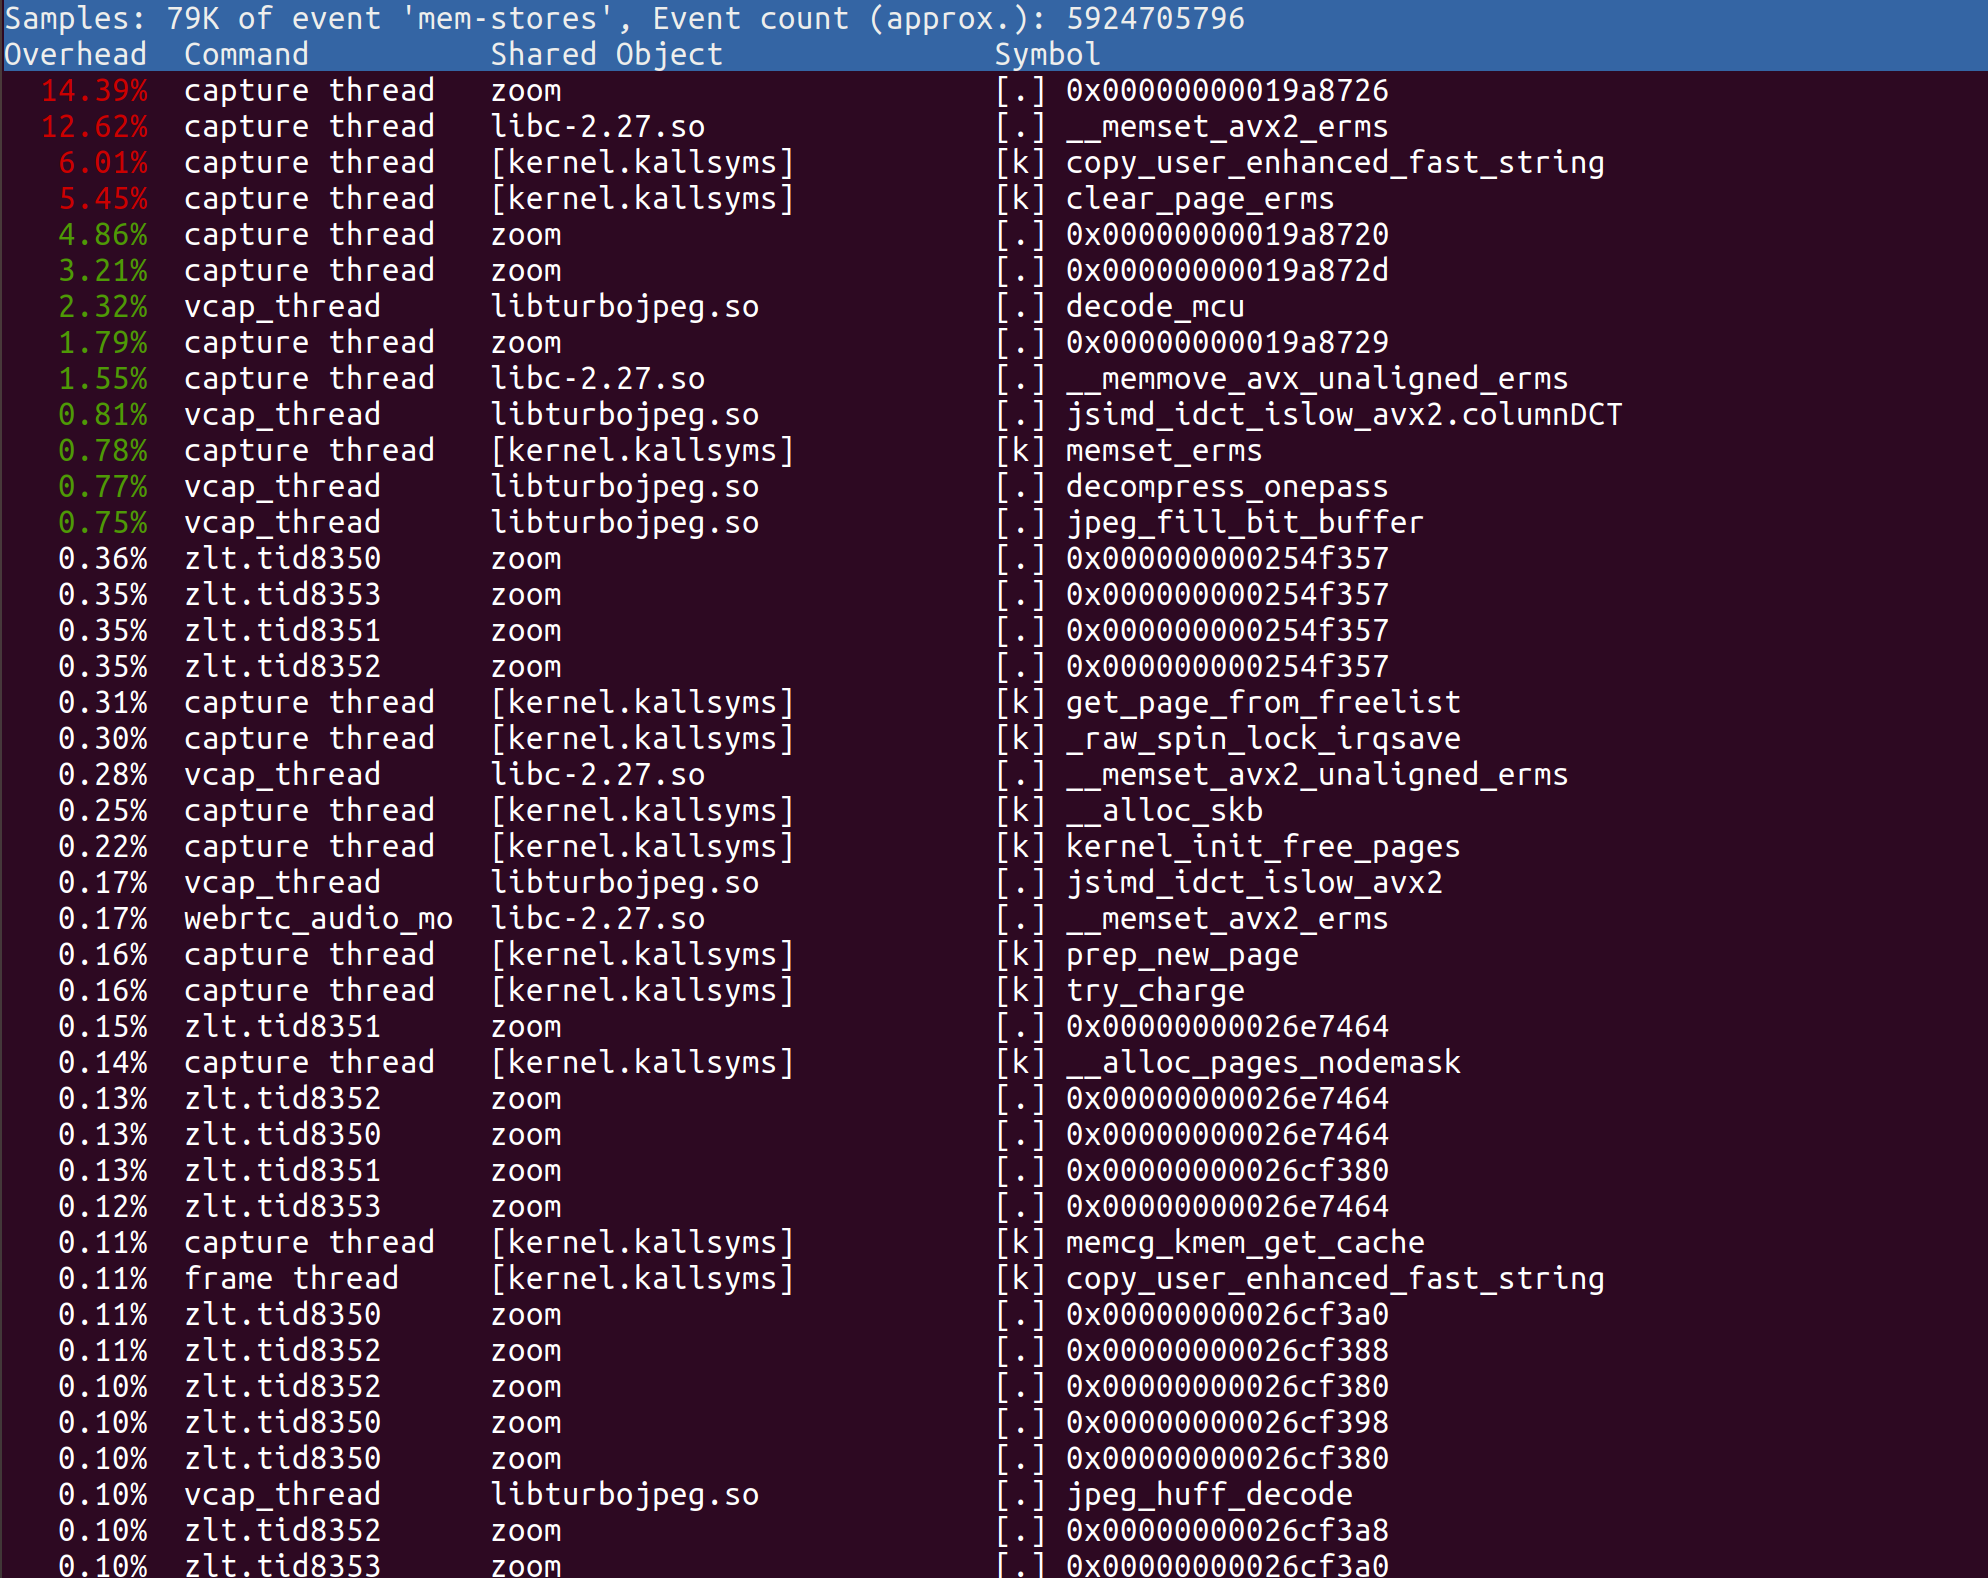 Samples: 79K of event 'mem-stores', Event count (approx.): 5924705796
Overhead  Command          Shared Object               Symbol
14.39%  capture thread   zoom                        [.] 0x00000000019a8726
12.62%  capture thread   libc-2.27.so                [.] __memset_avx2_erms
6.01%  capture thread   [kernel.kallsyms]           [k] copy_user_enhanced_fast_string
5.45%  capture thread   [kernel.kallsyms]           [k] clear_page_erms
4.86%  capture thread   zoom                        [.] 0x00000000019a8720
3.21%  capture thread   zoom                        [.] 0x00000000019a872d
2.32%  vcap_thread      libturbojpeg.so             [.] decode_mcu
1.79%  capture thread   zoom                        [.] 0x00000000019a8729
1.55%  capture thread   libc-2.27.so                [.] __memmove_avx_unaligned_erms
0.81%  vcap_thread      libturbojpeg.so             [.] jsimd_idct_islow_avx2.columnDCT
0.78%  capture thread   [kernel.kallsyms]           [k] memset_erms
0.77%  vcap_thread      libturbojpeg.so             [.] decompress_onepass
0.75%  vcap_thread      libturbojpeg.so             [.] jpeg_fill_bit_buffer
0.36%  zlt.tid8350      zoom                        [.] 0x000000000254f357
0.35%  zlt.tid8353      zoom                        [.] 0x000000000254f357
0.35%  zlt.tid8351      zoom                        [.] 0x000000000254f357
0.35%  zlt.tid8352      zoom                        [.] 0x000000000254f357
0.31%  capture thread   [kernel.kallsyms]           [k] get_page_from_freelist
0.30%  capture thread   [kernel.kallsyms]           [k] _raw_spin_lock_irqsave
0.28%  vcap_thread      libc-2.27.so                [.] __memset_avx2_unaligned_erms
0.25%  capture thread   [kernel.kallsyms]           [k] __alloc_skb
0.22%  capture thread   [kernel.kallsyms]           [k] kernel_init_free_pages
0.17%  vcap_thread      libturbojpeg.so             [.] jsimd_idct_islow_avx2
0.17%  webrtc_audio_mo  libc-2.27.so                [.] __memset_avx2_erms
0.16%  capture thread   [kernel.kallsyms]           [k] prep_new_page
0.16%  capture thread   [kernel.kallsyms]           [k] try_charge
0.15%  zlt.tid8351      zoom                        [.] 0x00000000026e7464
0.14%  capture thread   [kernel.kallsyms]           [k] __alloc_pages_nodemask
0.13%  zlt.tid8352      zoom                        [.] 0x00000000026e7464
0.13%  zlt.tid8350      zoom                        [.] 0x00000000026e7464
0.13%  zlt.tid8351      zoom                        [.] 0x00000000026cf380
0.12%  zlt.tid8353      zoom                        [.] 0x00000000026e7464
0.11%  capture thread   [kernel.kallsyms]           [k] memcg_kmem_get_cache
0.11%  frame thread     [kernel.kallsyms]           [k] copy_user_enhanced_fast_string
0.11%  zlt.tid8350      zoom                        [.] 0x00000000026cf3a0
0.11%  zlt.tid8352      zoom                        [.] 0x00000000026cf388
0.10%  zlt.tid8352      zoom                        [.] 0x00000000026cf380
0.10%  zlt.tid8350      zoom                        [.] 0x00000000026cf398
0.10%  zlt.tid8350      zoom                        [.] 0x00000000026cf380
0.10%  vcap_thread      libturbojpeg.so             [.] jpeg_huff_decode
0.10%  zlt.tid8352      zoom                        [.] 0x00000000026cf3a8
0.10%  zlt.tid8353      zoom                        [.] 0x00000000026cf3a0